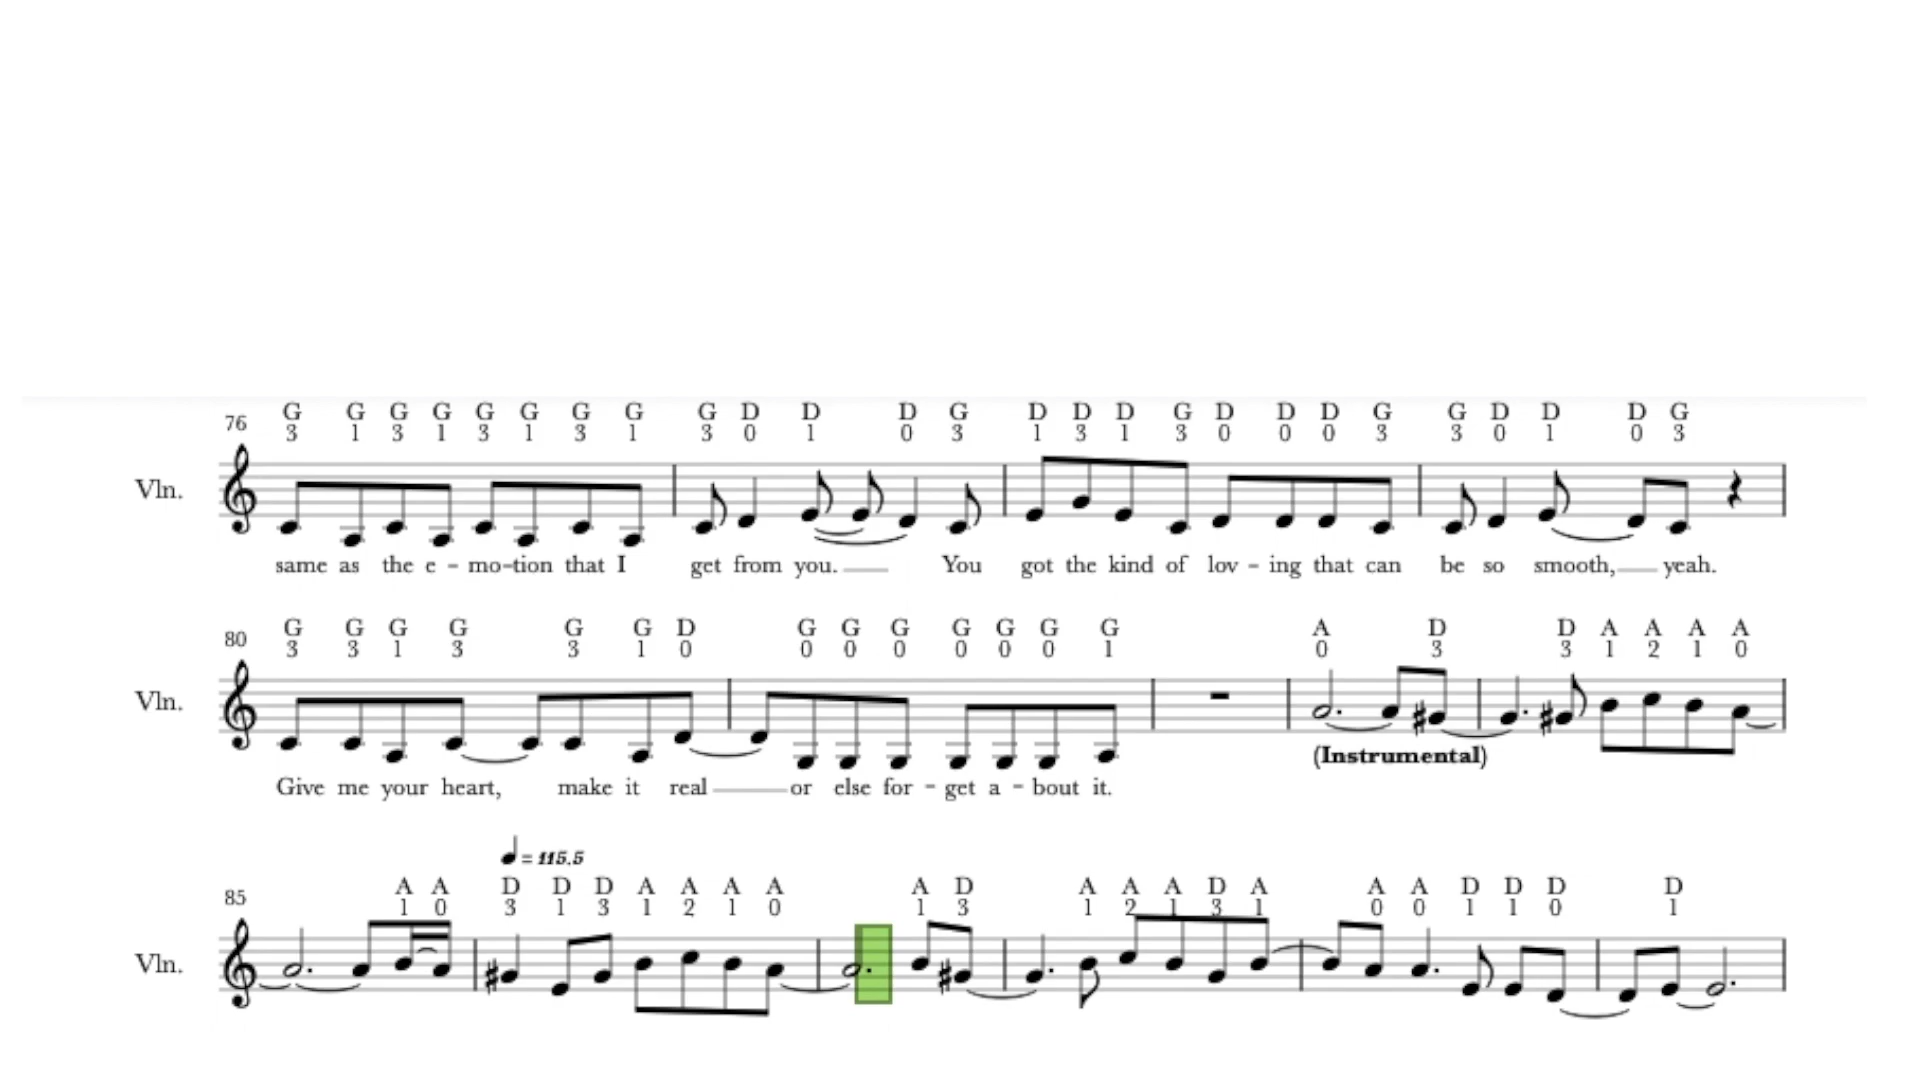 G G G G G G G G G D D D G D D D G D D D G G D D D G
76 3 1 3 1 3 1 3 1 3 0 1 0 3 1 3 1 3 0 0 0 3 3 0 1 0 3
Vln.
same as the e - mo-tion that I get from you. You got the kind of lov - ing that can be so smooth, yeah.
G G G G G G D G G G G G G G A D D A A A A
80 3 3 1 3 3 1 0 0 0 0 0 0 0 1 0 3 3 1 2 1 0
Vln.
(Instrumental)
Give me your heart, make it real or else for - get a - bout it.
= 115.5
A A D D D A A A A A D A A A D A A A D D D D
85 1 0 3 1 3 1 2 1 0 1 3 1 2 1 3 1 0 0 1 1 0 1
Vln.